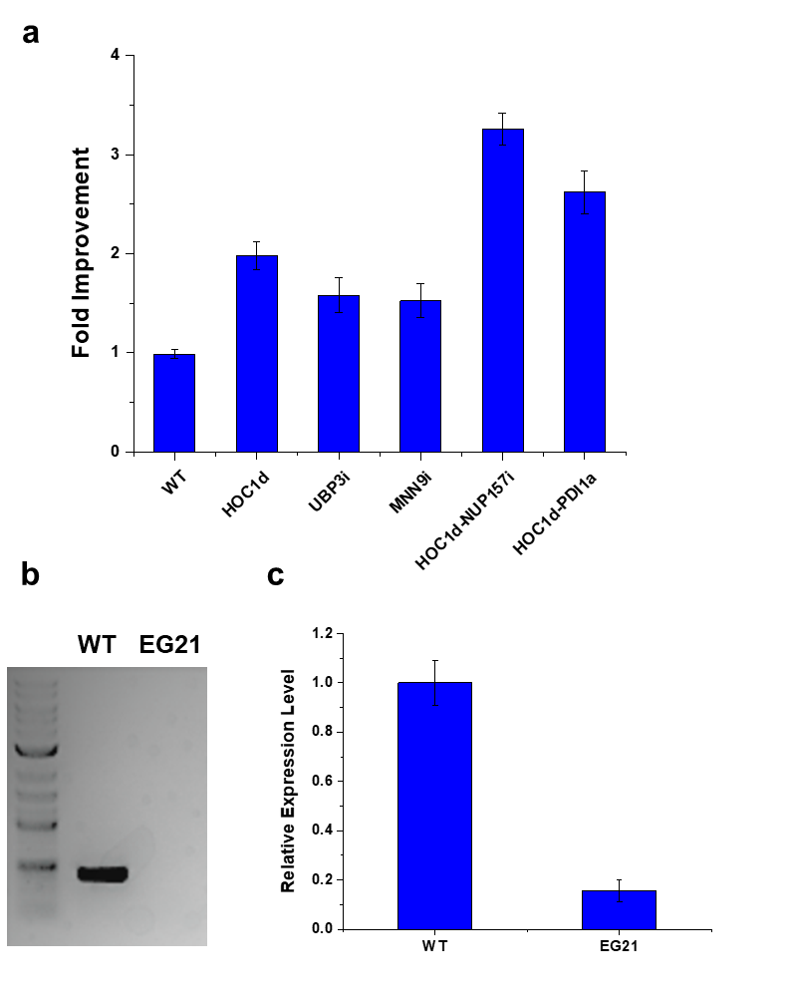 a
4
3
2
1
0
Fold Improvement
WT
HOC1d
UBP3i
MNN9i
HOC1d-NUP157i
HOC1d-PDI1a
b
WT EG21
c
1.2
1.0
0.8
0.6
0.4
0.2
0.0
Relative Expression Level
WT
EG21